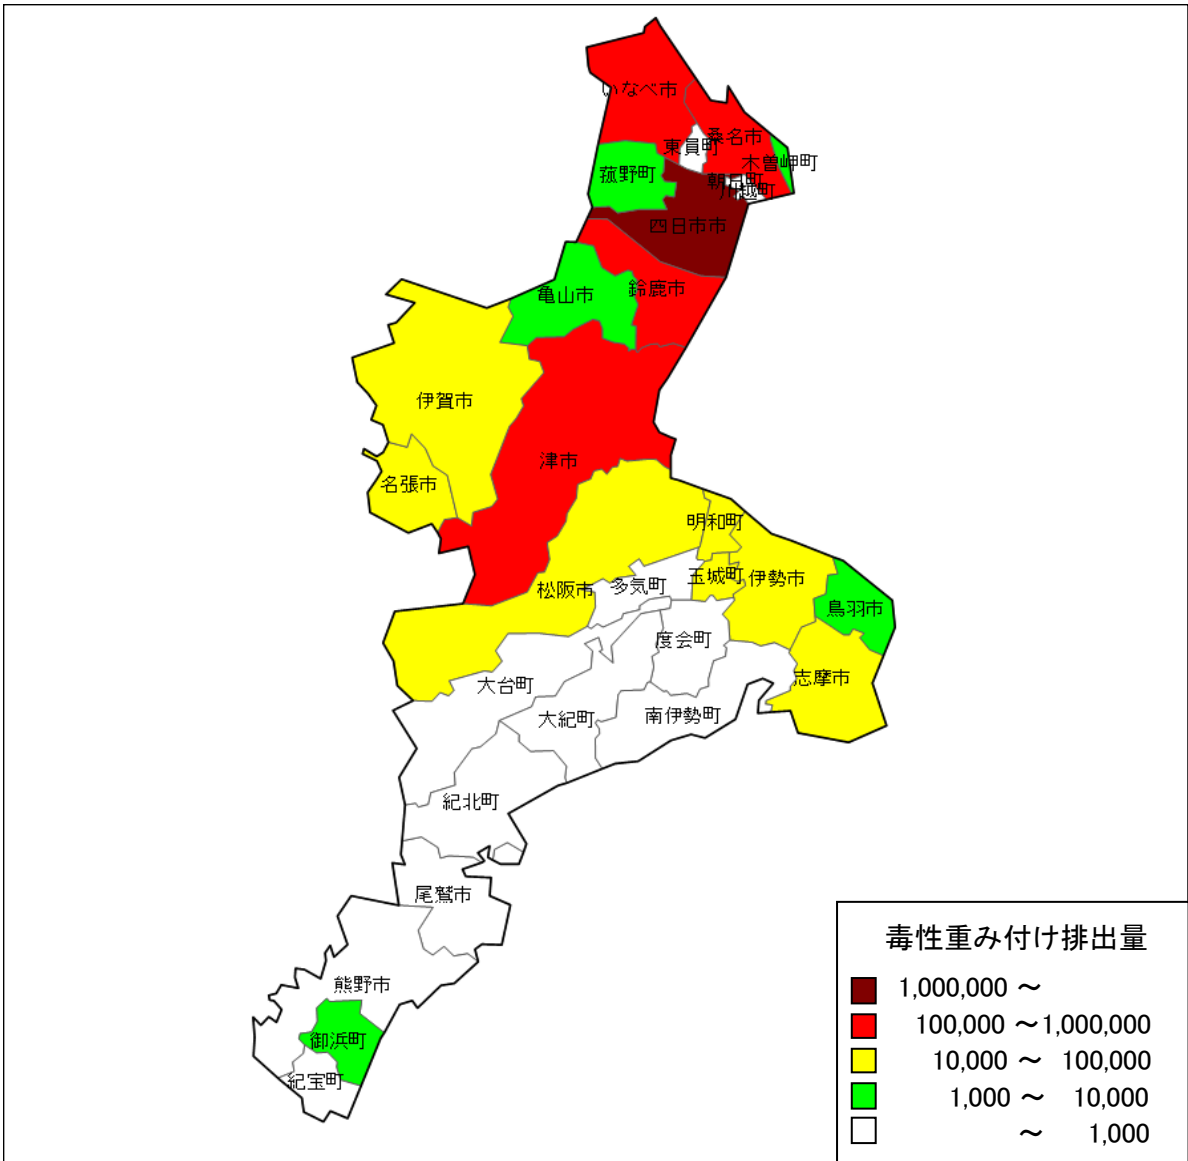 いなべ市
桑名市
東員町
木曽岬町
菰野町
朝日町
川越町
四日市市
鈴鹿市
亀山市
伊賀市
津市
名張市
明和町
玉城町
伊勢市
松阪市
多気町
鳥羽市
度会町
志摩市
大台町
大紀町
南伊勢町
紀北町
尾鷲市
熊野市
御浜町
紀宝町
毒性重み付け排出量
1,000,000 ～
100,000 ～1,000,000
10,000 ～ 100,000
1,000 ～ 10,000
～ 1,000